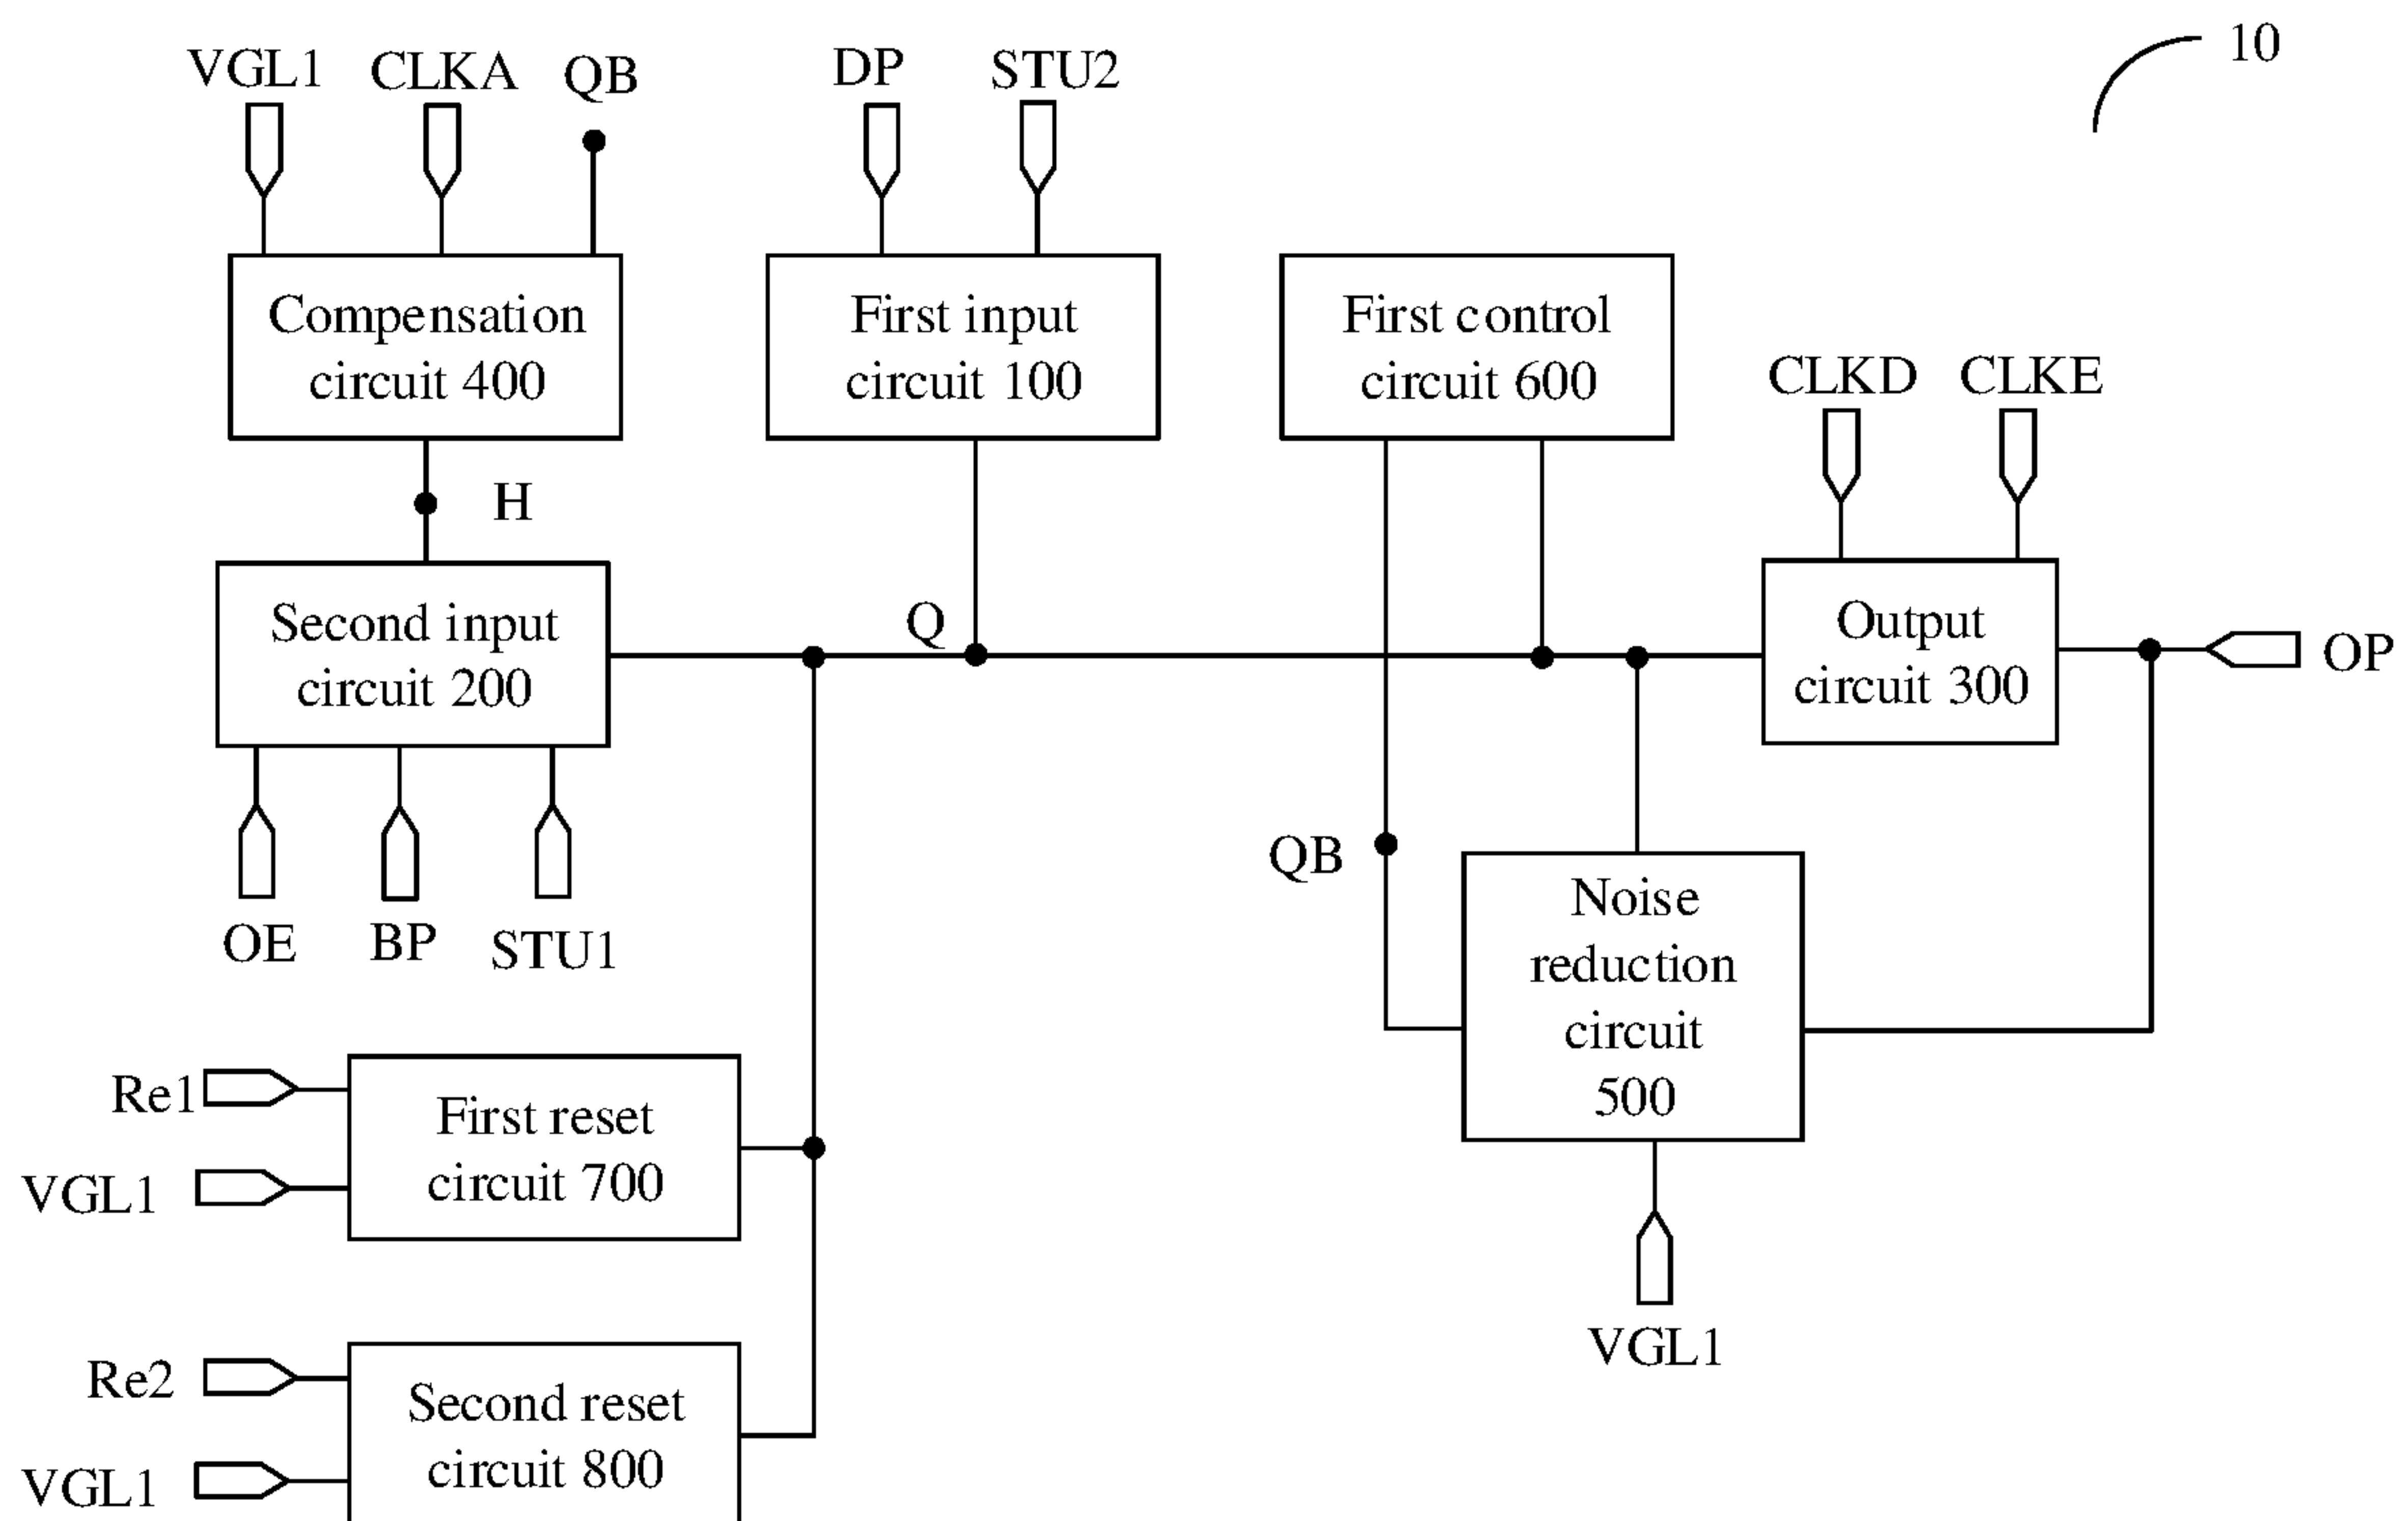 10
VGL1 CLKA QB DP STU2
Compensation
circuit 400
First input
circuit 100
First control
circuit 600
CLKD CLKE
H
Second input
circuit 200
Q
Output
circuit 300
OP
OE BP STU1
QB
Noise
reduction
circuit
500
VGL1
Re1
VGL1
First reset
circuit 700
Re2
VGL1
Second reset
circuit 800